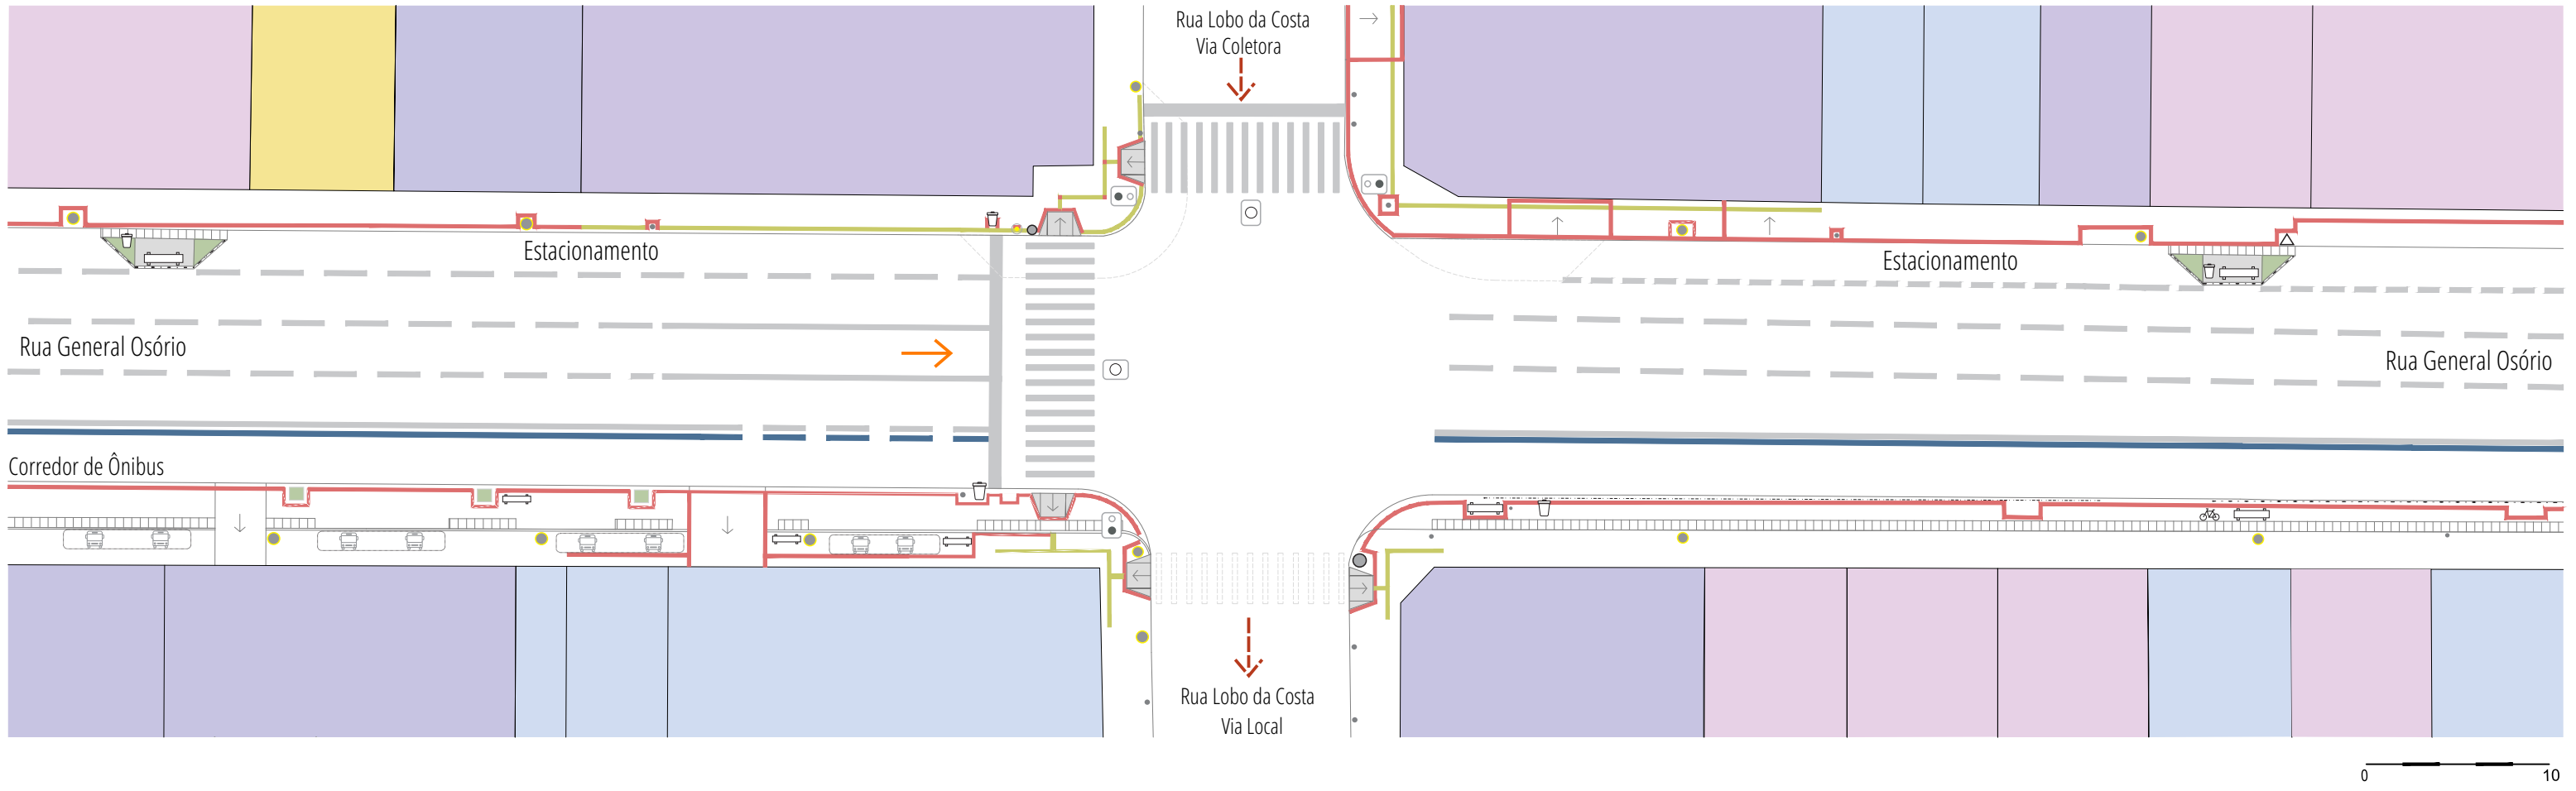 Rua Lobo da Costa
Via Coletora
Estacionamento
Estacionamento
Rua General Osório
Rua General Osório
Corredor de Ônibus
Rua Lobo da Costa
Via Local
0 10